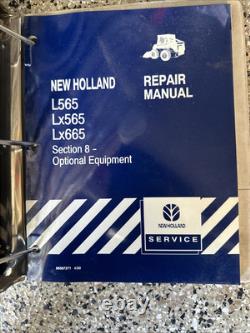 NEW HOLLAND
REPAIR
MANUAL
L565
Lx565
Lx665
Section 8 -
Optional Equipment
NEW HOLLAND
SERVICE